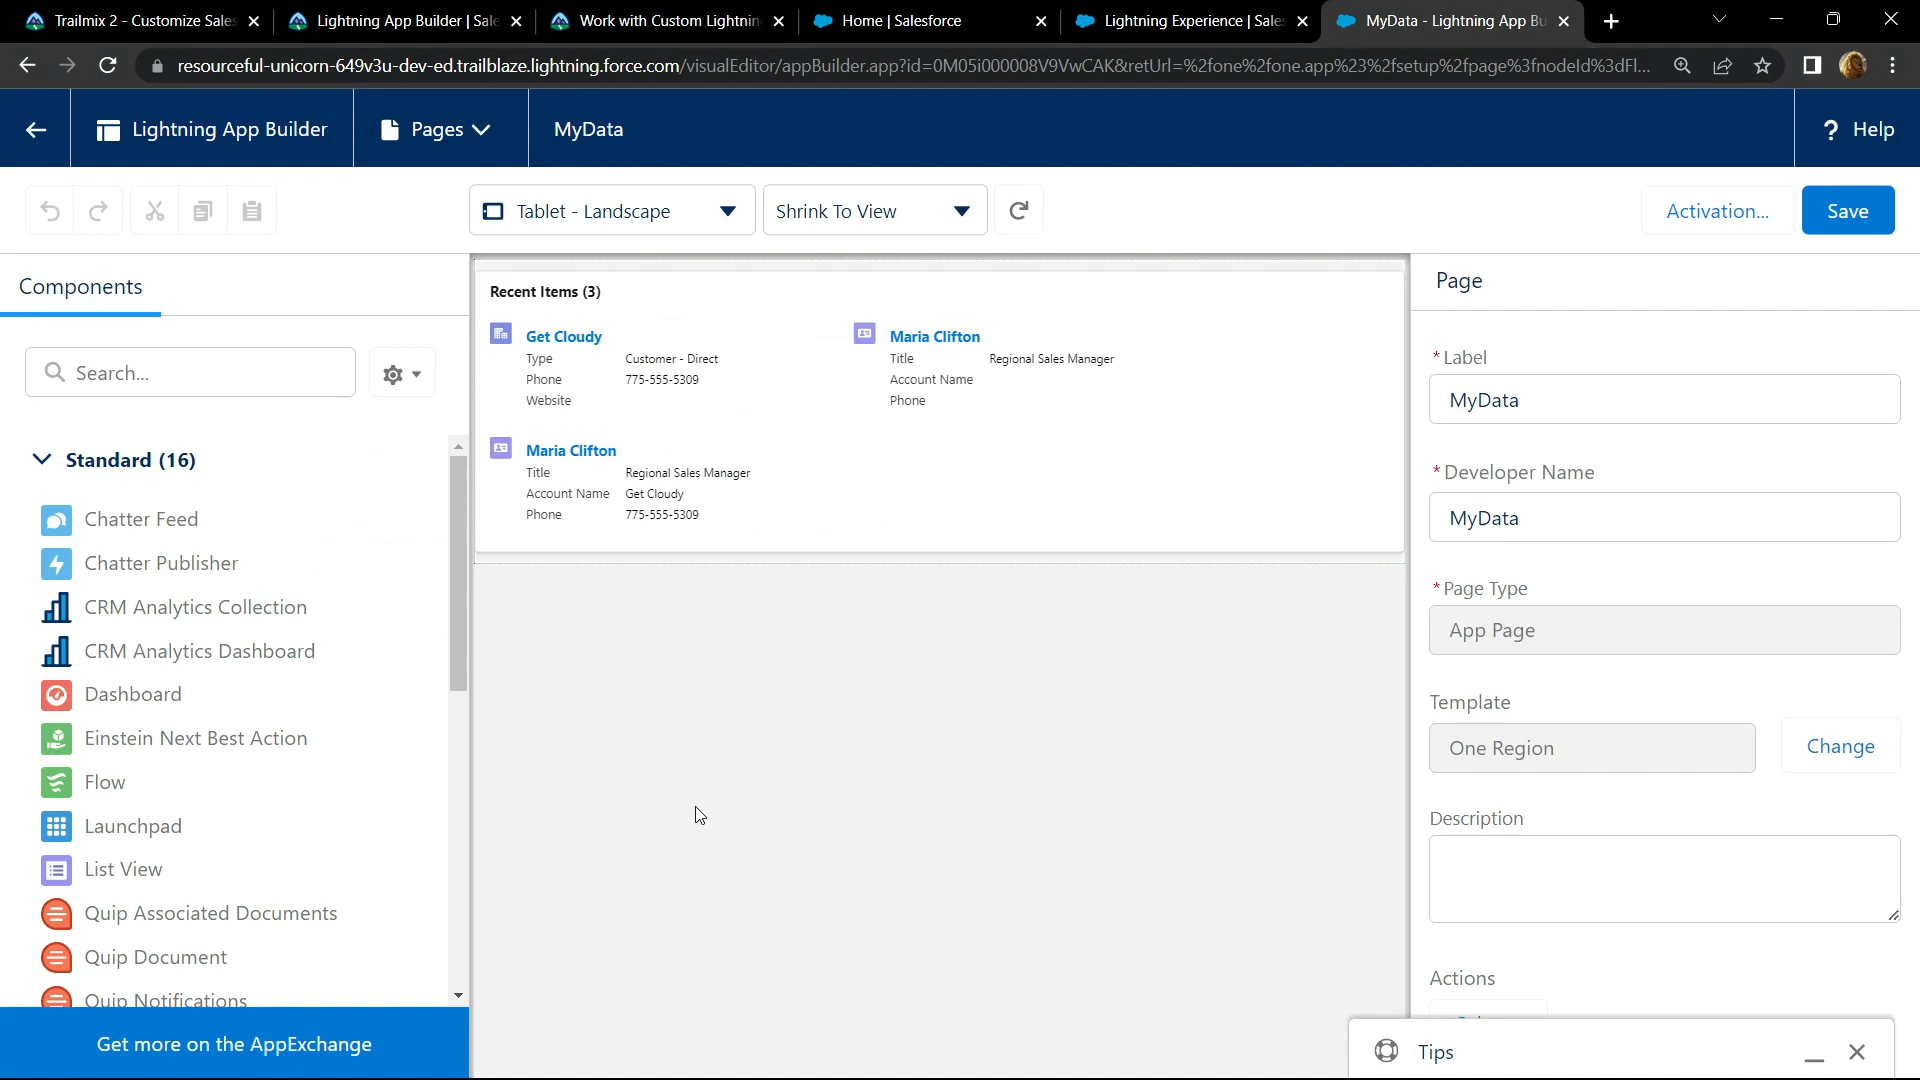 Trailmix 2 - Customize Sales
Lightning App Builder | Sale
Work with Custom Lightnin
Home | Salesforce
Lightning Experience | Sales
MyData - Lightning App Bu
resourceful-unicorn-649v3u-dev-ed.trailblaze.lightning.force.com/visualEditor/appBuilder.app?id=0M05i000008V9VwCAK&retUrl=%2fone%2fone.app%23%2fsetup%2fpage%3fnodeId%3dFl...
Lightning App Builder
Pages
MyData
? Help
Tablet - Landscape
Shrink To View
Activation...
Save
Components
Search...
Standard (16)
Chatter Feed
Chatter Publisher
CRM Analytics Collection
CRM Analytics Dashboard
Dashboard
Einstein Next Best Action
Flow
Launchpad
List View
Quip Associated Documents
Quip Document
Quip Notifications
Get more on the AppExchange
Recent Items (3)
Get Cloudy
Type Customer - Direct
Phone 775-555-5309
Website
Maria Clifton
Title Regional Sales Manager
Account Name
Phone
Maria Clifton
Title Regional Sales Manager
Account Name Get Cloudy
Phone 775-555-5309
Page
* Label
MyData
* Developer Name
MyData
* Page Type
App Page
Template
One Region
Change
Description
Actions
Tips